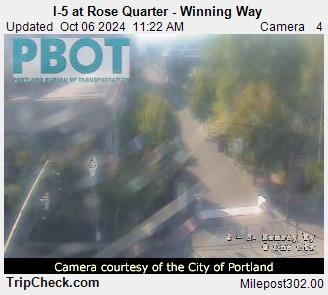 I-5 at Rose Quarter - Winning Way
Updated Oct 06 2024 11:22 AM Camera 4
PBOT
PORTLAND BUREAU OF TRANSPORTATION
Camera courtesy of the City of Portland
TripCheck.com Milepost302.00